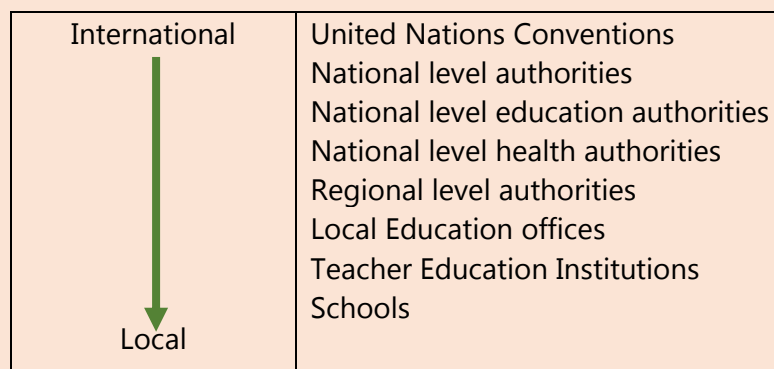 International
Local
United Nations Conventions
National level authorities
National level education authorities
National level health authorities
Regional level authorities
Local Education offices
Teacher Education Institutions
Schools